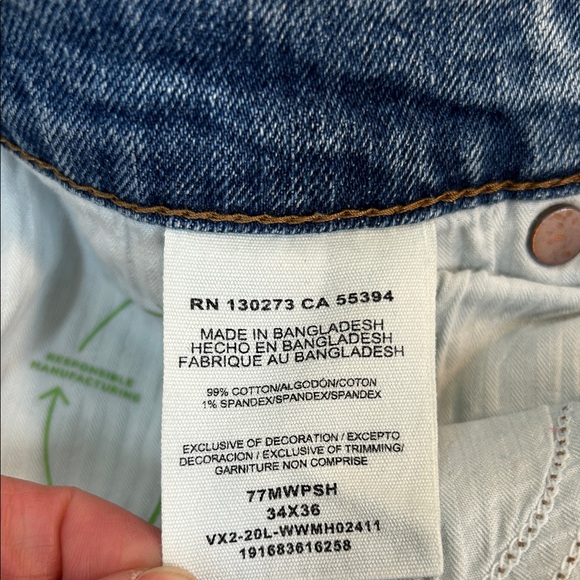 RN 130273 CA 55394
MADE IN BANGLADESH
HECHO EN BANGLADESH
FABRIQUE AU BANGLADESH
99% COTTON/ALGODÓN/COTON
1% SPANDEX/SPANDEX/SPANDEX
EXCLUSIVE OF DECORATION / EXCEPTO
DECORACION / EXCLUSIVE OF TRIMMING/
GARNITURE NON COMPRISE
77MWPSH
34X36
VX2-20L-WWMH02411
191683616258
RESPONSIBLE
MANUFACTURING